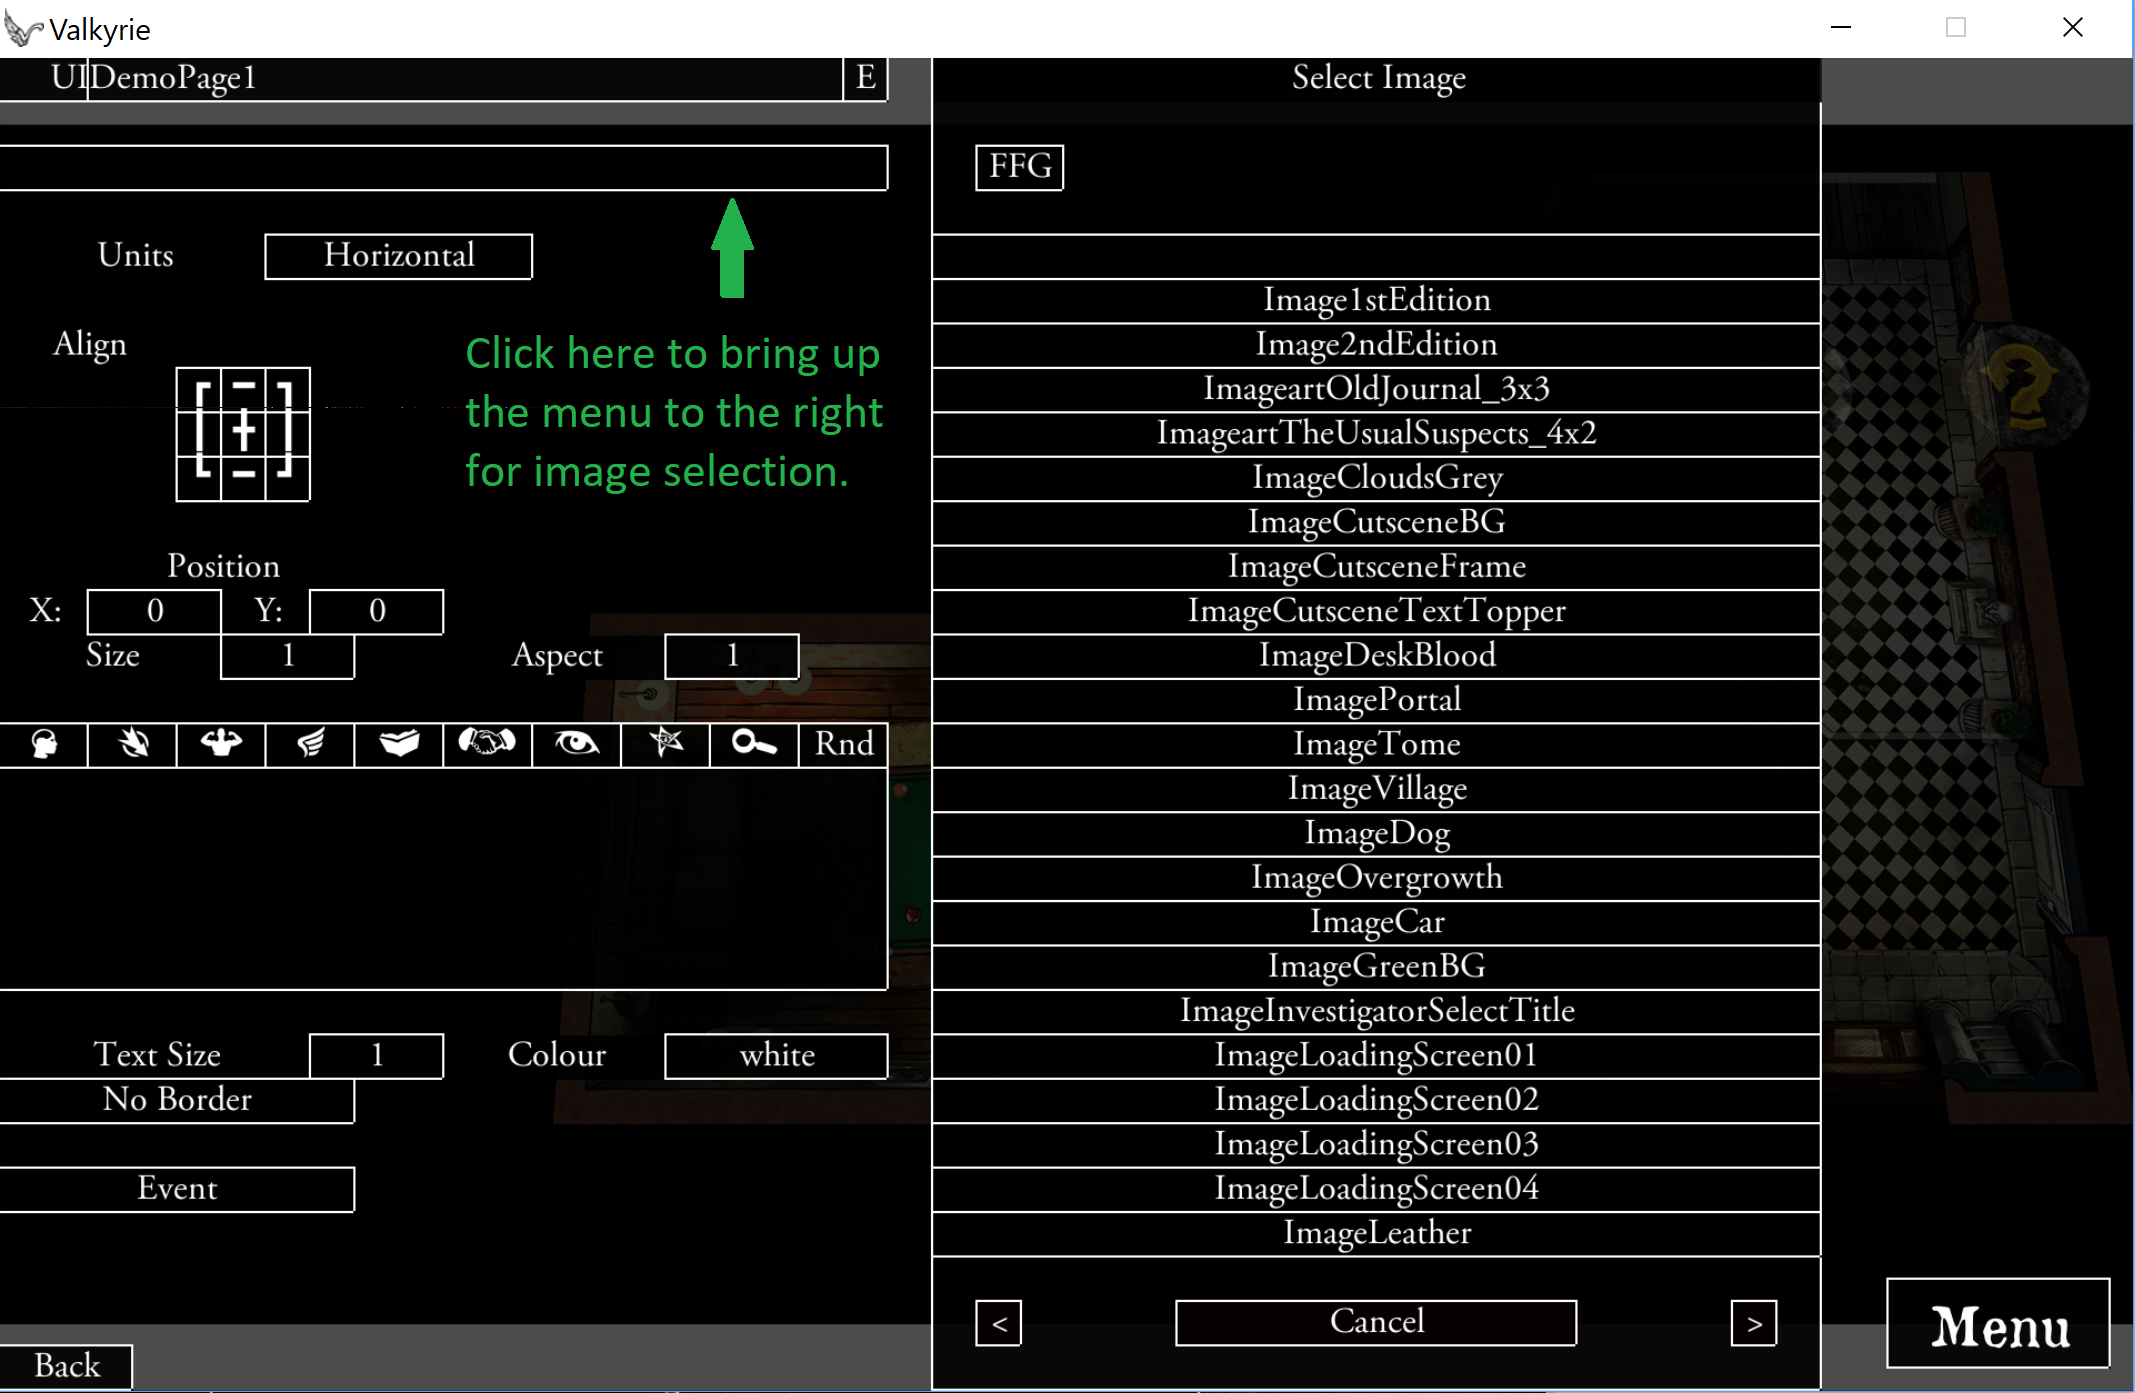 Valkyrie
UIDemoPage1
E
Units
Horizontal
Align
Click here to bring up
the menu to the right
for image selection.
Position
X:
0
Y:
0
Size
1
Aspect
1
Rnd
Text Size
1
Colour
white
No Border
Event
Back
Select Image
FFG
Image1stEdition
Image2ndEdition
ImageartOldJournal_3x3
ImageartTheUsualSuspects_4x2
ImageCloudsGrey
ImageCutsceneBG
ImageCutsceneFrame
ImageCutsceneTextTopper
ImageDeskBlood
ImagePortal
ImageTome
ImageVillage
ImageDog
ImageOvergrowth
ImageCar
ImageGreenBG
ImageInvestigatorSelectTitle
ImageLoadingScreen01
ImageLoadingScreen02
ImageLoadingScreen03
ImageLoadingScreen04
ImageLeather
<
Cancel
>
Menu